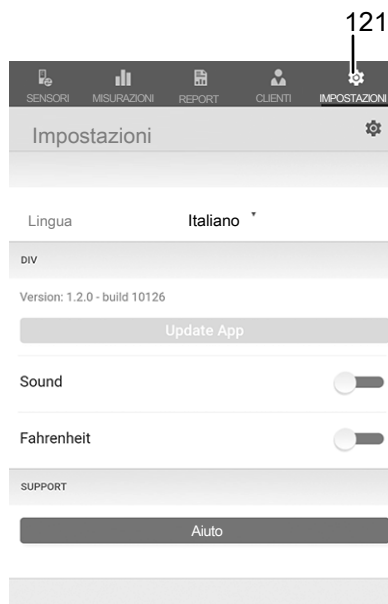 121
SENSORI MISURAZIONI REPORT CLIENTI IMPOSTAZIONI
Impostazioni
Lingua Italiano
DIV
Version: 1.2.0 - build 10126
Update App
Sound
Fahrenheit
SUPPORT
Aiuto